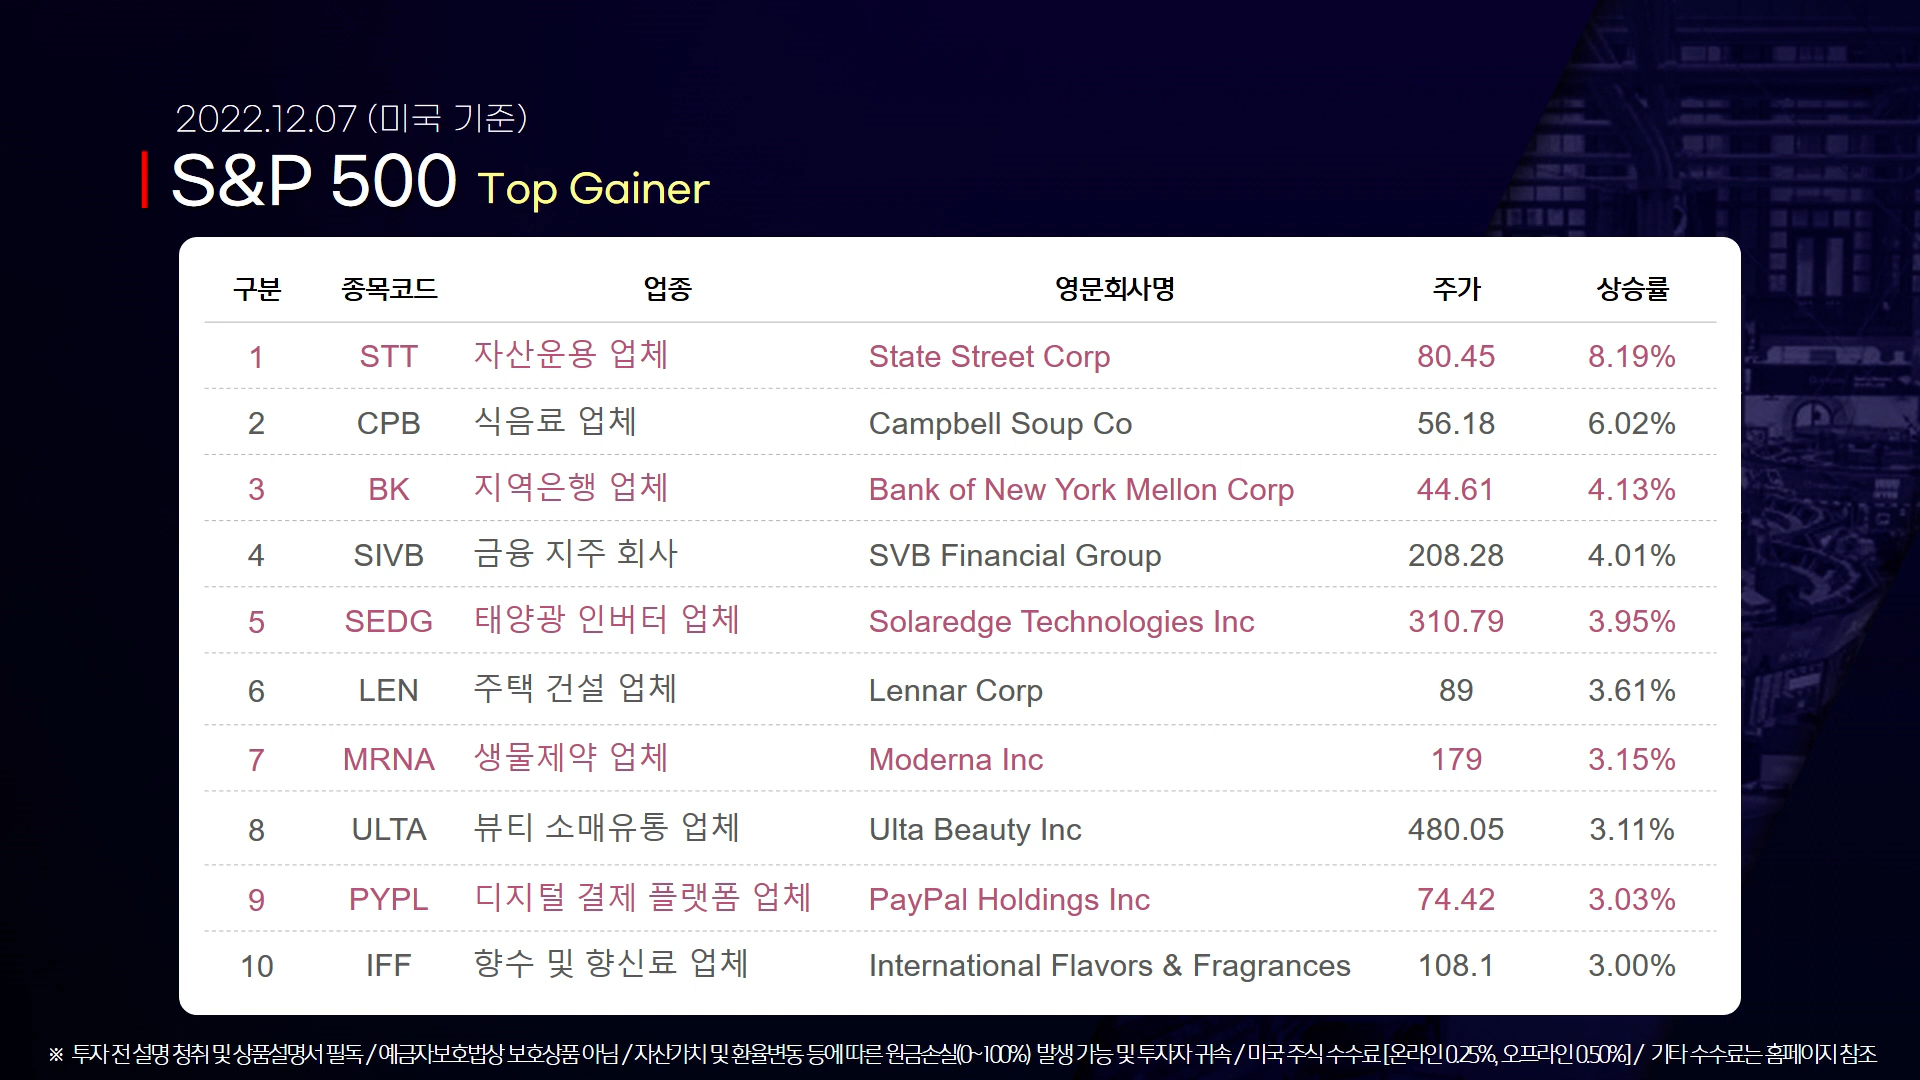 2022.12.07 (미국 기준)
S&P 500 Top Gainer
구분 종목코드 업종 영문회사명 주가 상승률
1 STT 자산운용 업체 State Street Corp 80.45 8.19%
2 CPB 식음료 업체 Campbell Soup Co 56.18 6.02%
3 BK 지역은행 업체 Bank of New York Mellon Corp 44.61 4.13%
4 SIVB 금융 지주 회사 SVB Financial Group 208.28 4.01%
5 SEDG 태양광 인버터 업체 Solaredge Technologies Inc 310.79 3.95%
6 LEN 주택 건설 업체 Lennar Corp 89 3.61%
7 MRNA 생물제약 업체 Moderna Inc 179 3.15%
8 ULTA 뷰티 소매유통 업체 Ulta Beauty Inc 480.05 3.11%
9 PYPL 디지털 결제 플랫폼 업체 PayPal Holdings Inc 74.42 3.03%
10 IFF 향수 및 향신료 업체 International Flavors & Fragrances 108.1 3.00%
※ 투자 전 설명 청취 및 상품설명서 필독 / 예금자보호법상 보호상품 아님 / 자산가치 및 환율변동 등에 따른 원금손실(0~100%) 발생 가능 및 투자자 귀속 / 미국 주식 수수료 [온라인 0.25%, 오프라인 0.50%] / 기타 수수료는 홈페이지 참조